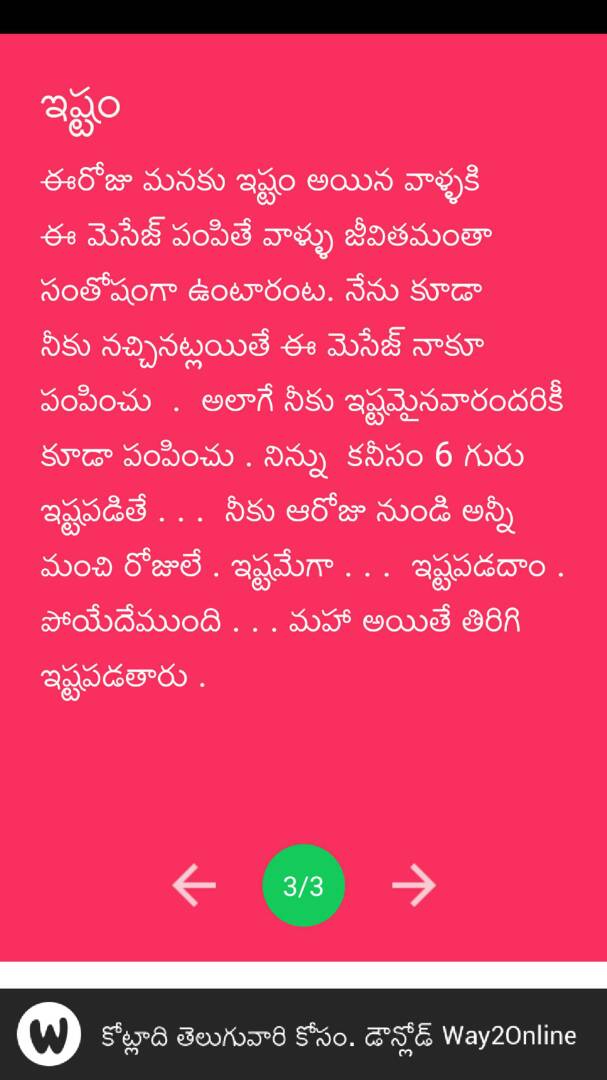 ఇష్టం
ఈరోజు మనకు ఇష్టం అయిన వాళ్ళకి
ఈ మెసేజ్ పంపితే వాళ్ళు జీవితమంతా
సంతోషంగా ఉంటారంట. నేను కూడా
నీకు నచ్చినట్లయితే ఈ మెసేజ్ నాకూ
పంపించు . అలాగే నీకు ఇష్టమైనవారందరికీ
కూడా పంపించు . నిన్ను కనీసం 6 గురు
ఇష్టపడితే . . . నీకు ఆరోజు నుండి అన్నీ
మంచి రోజులే . ఇష్టమేగా . . . ఇష్టపడదాం .
పోయేదేముంది . . . మహా అయితే తిరిగి
ఇష్టపడతారు .
3/3
W కోట్లాది తెలుగువారి కోసం. డౌన్లోడ్ Way2Online